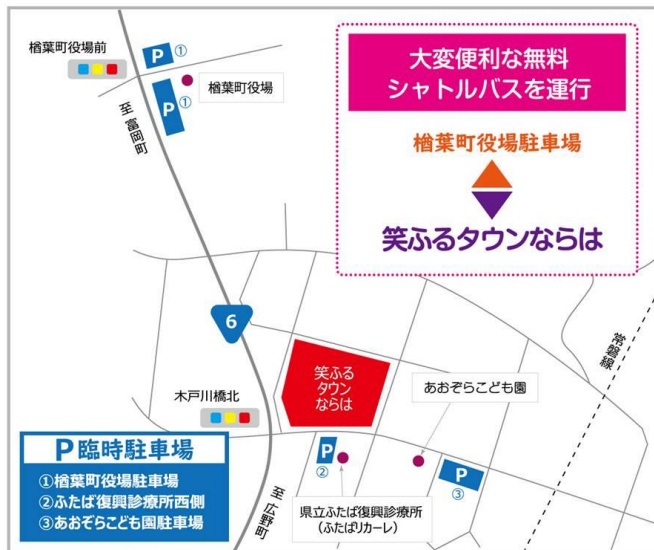 楢葉町役場前
P
①
楢葉町役場
P
①
至富岡町
大変便利な無料
シャトルバスを運行
楢葉町役場駐車場
笑ふるタウンならは
6
常磐線
笑ふる
タウン
ならは
木戸川橋北
あおぞらこども園
P
②
P
③
県立ふたば復興診療所
(ふたばリカーレ)
至広野町
P臨時駐車場
①楢葉町役場駐車場
②ふたば復興診療所西側
③あおぞらこども園駐車場